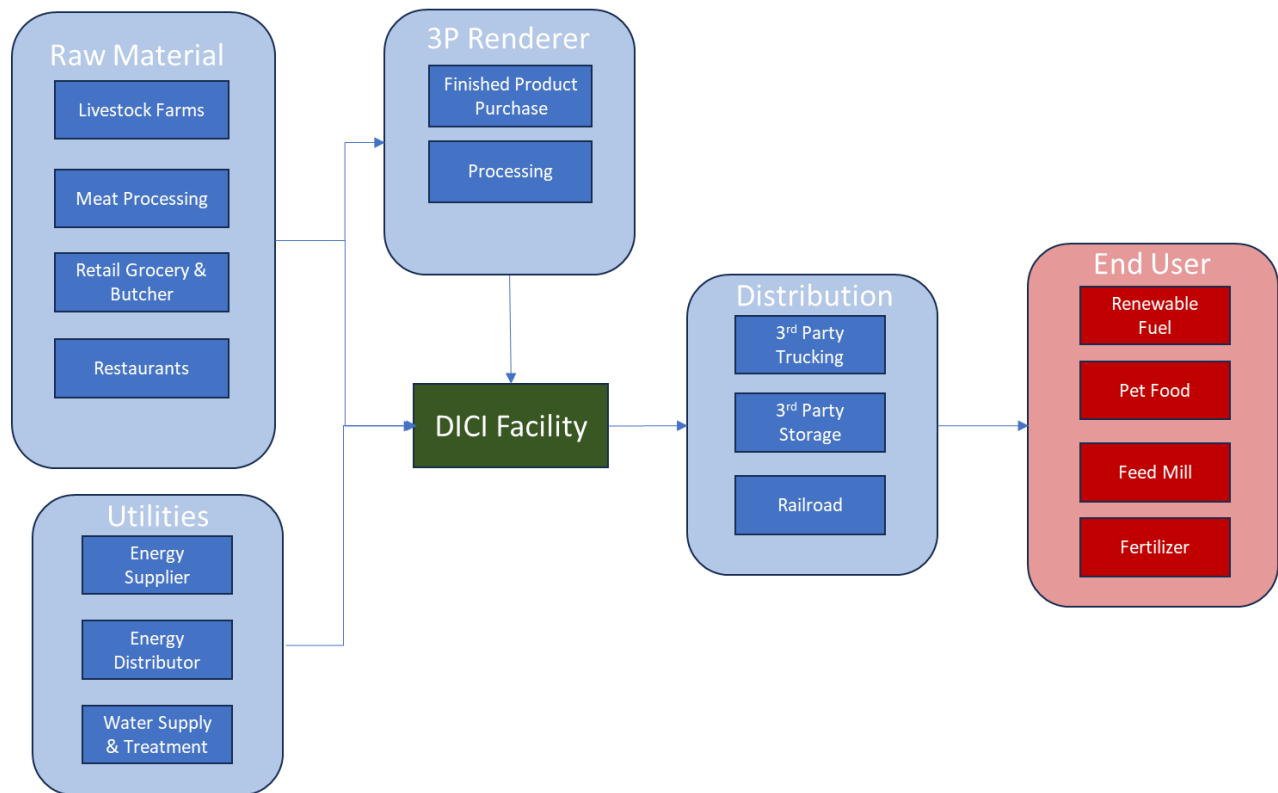 Raw Material
Livestock Farms
Meat Processing
Retail Grocery &
Butcher
Restaurants
3P Renderer
Finished Product
Purchase
Processing
Utilities
Energy
Supplier
Energy
Distributor
Water Supply
& Treatment
DICI Facility
Distribution
3rd Party
Trucking
3rd Party
Storage
Railroad
End User
Renewable
Fuel
Pet Food
Feed Mill
Fertilizer